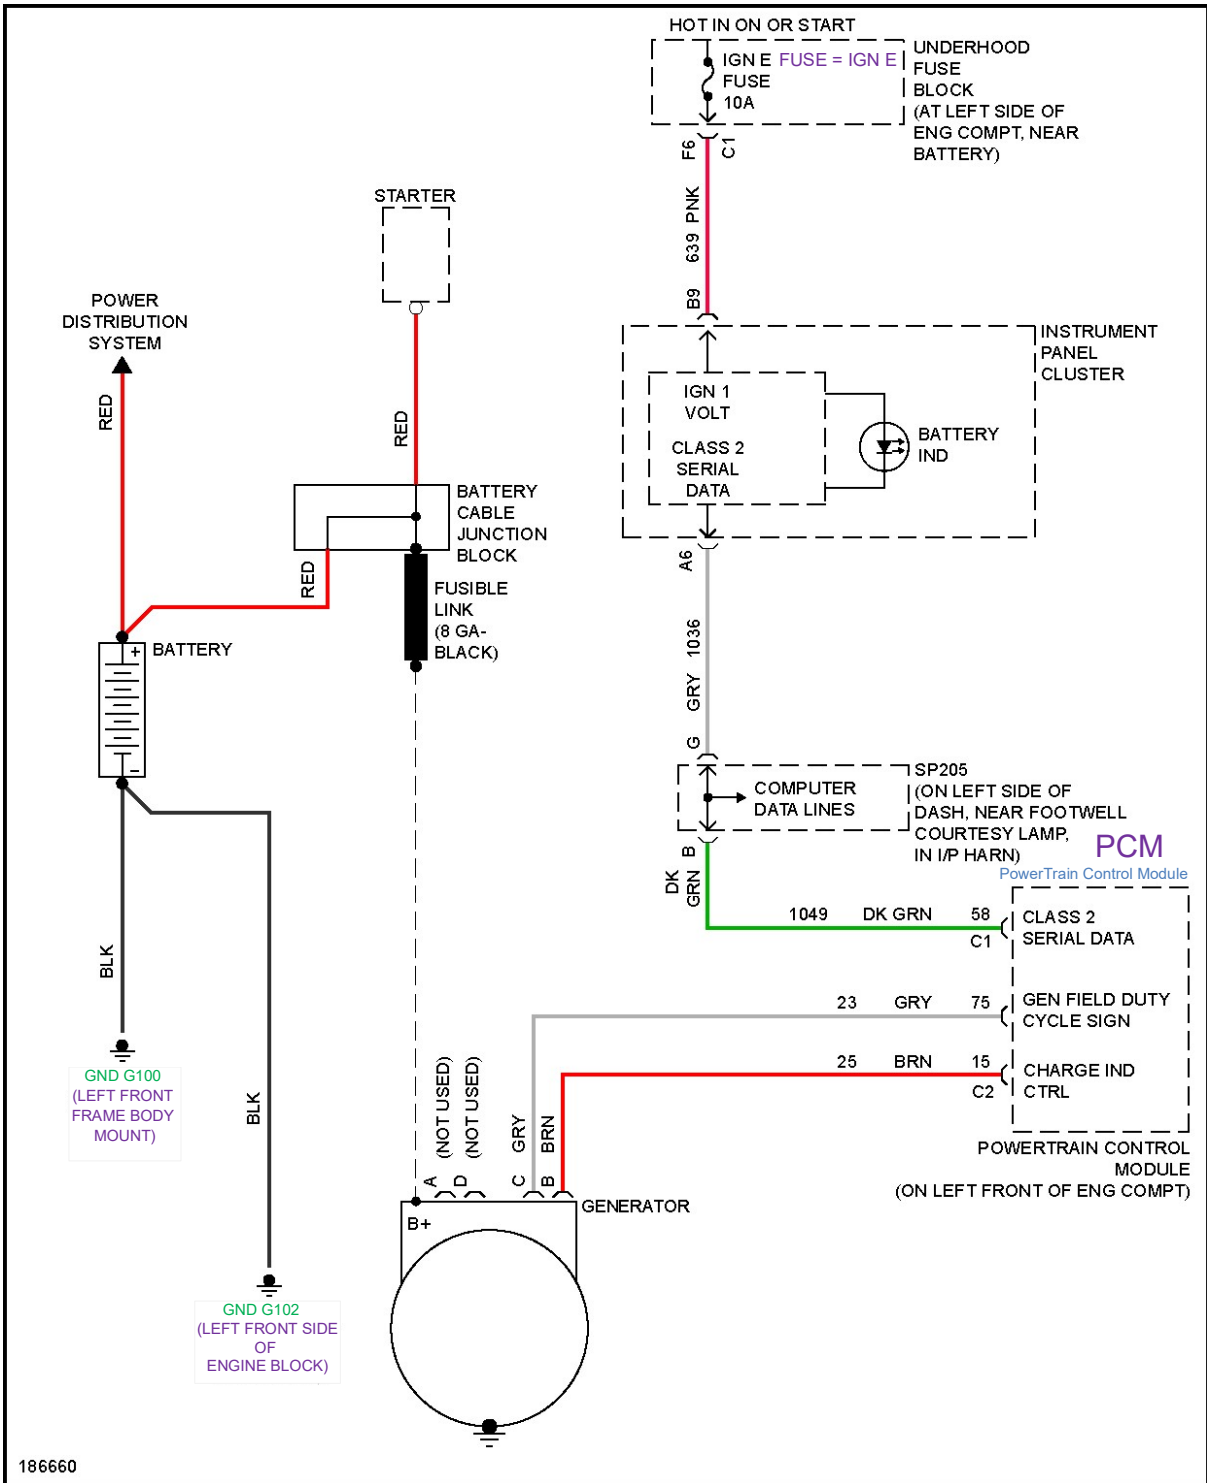 HOT IN ON OR START
IGN E
FUSE
10A
FUSE = IGN E
UNDERHOOD
FUSE
BLOCK
(AT LEFT SIDE OF
ENG COMPT, NEAR
BATTERY)
F6
C1
639 PNK
B9
STARTER
RED
POWER
DISTRIBUTION
SYSTEM
RED
INSTRUMENT
PANEL
CLUSTER
IGN 1
VOLT
CLASS 2
SERIAL
DATA
BATTERY
IND
BATTERY
CABLE
JUNCTION
BLOCK
RED
FUSIBLE
LINK
(8 GA-
BLACK)
BATTERY
+
-
A6
GRY 1036
G
SP205
(ON LEFT SIDE OF
DASH, NEAR FOOTWELL
COURTESY LAMP,
IN I/P HARN)
COMPUTER
DATA LINES
B
DK
GRN
PCM
PowerTrain Control Module
1049 DK GRN 58
C1
CLASS 2
SERIAL DATA
23 GRY 75
GEN FIELD DUTY
CYCLE SIGN
25 BRN 15
C2
CHARGE IND
CTRL
POWERTRAIN CONTROL
MODULE
(ON LEFT FRONT OF ENG COMPT)
BLK
GND G100
(LEFT FRONT
FRAME BODY
MOUNT)
BLK
GND G102
(LEFT FRONT SIDE
OF
ENGINE BLOCK)
A (NOT USED)
D (NOT USED)
C GRY
B BRN
GENERATOR
B+
186660